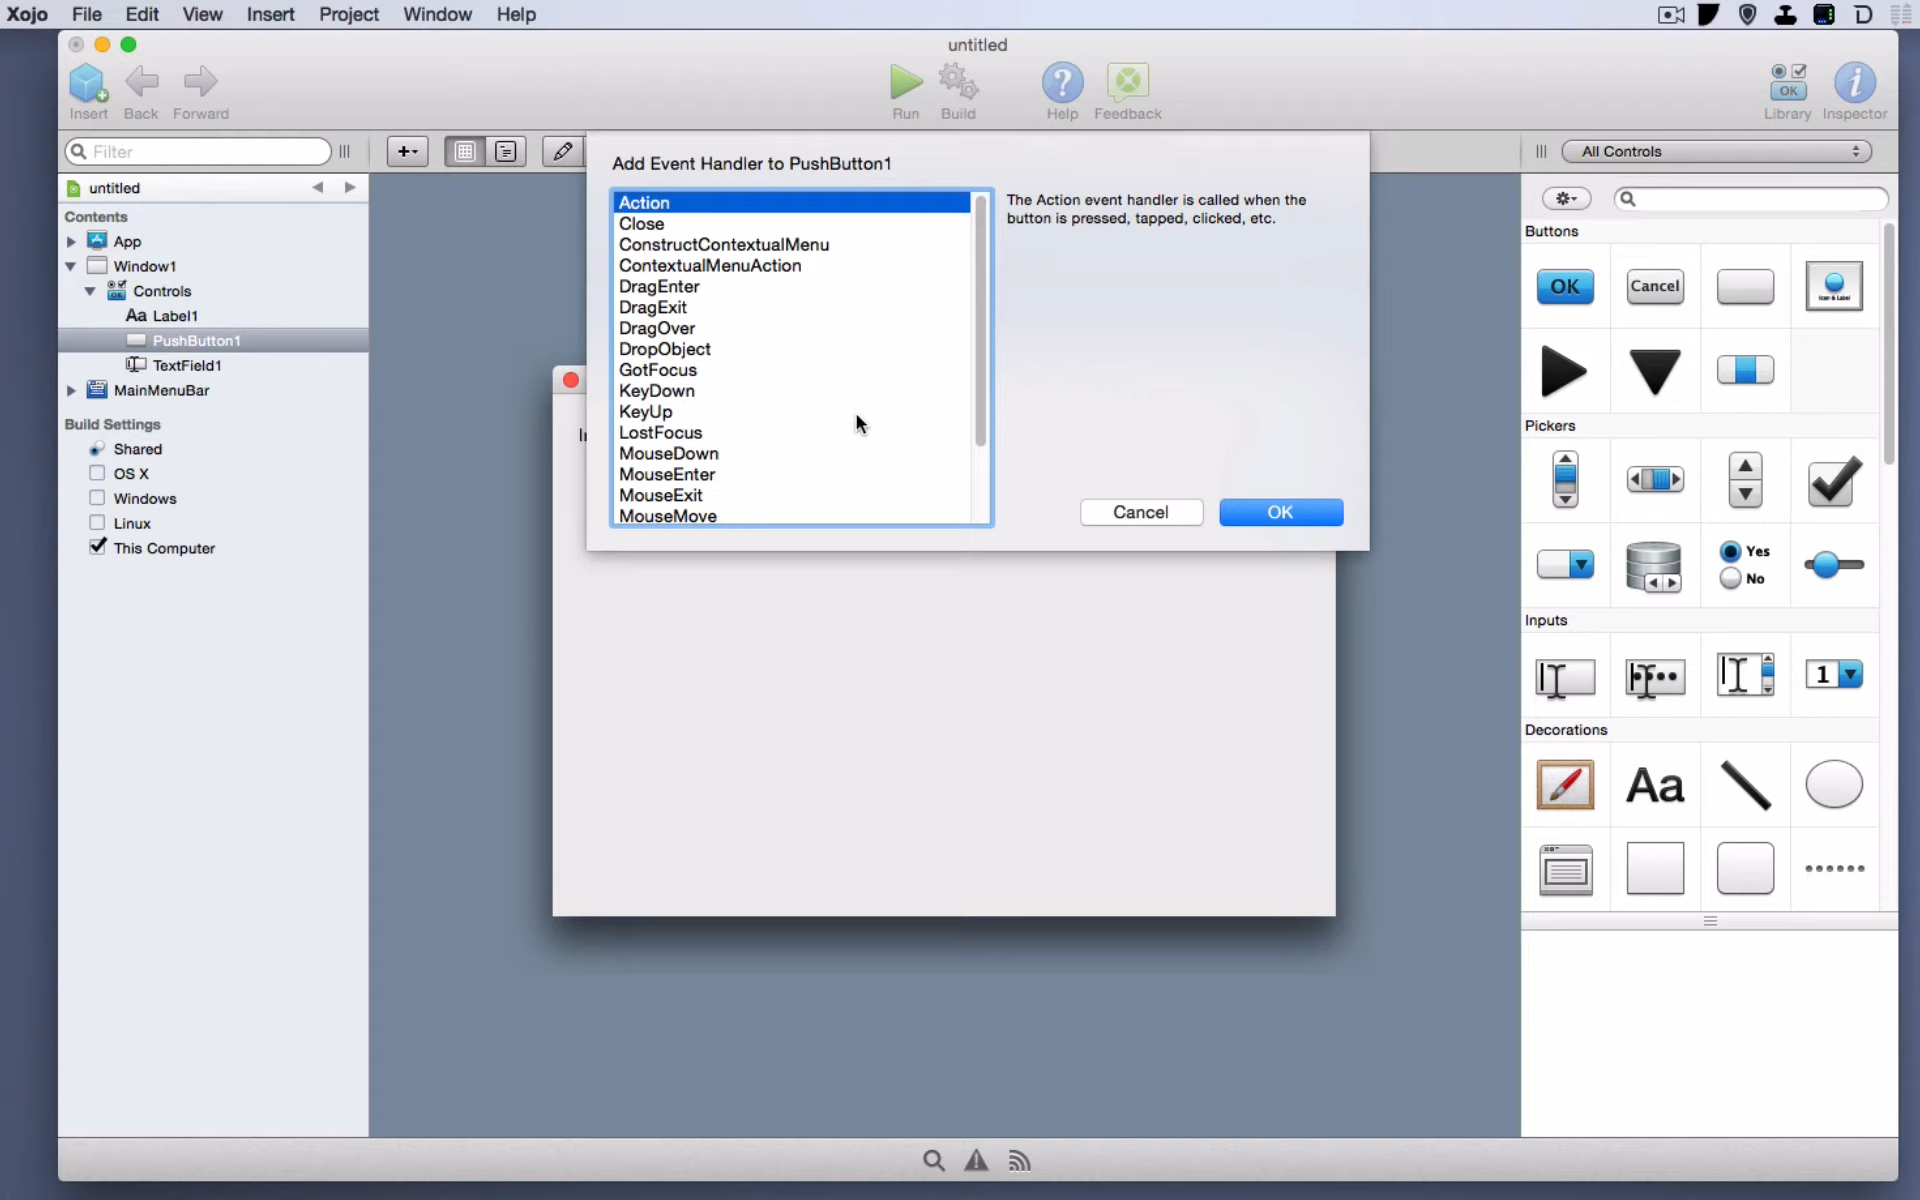 Xojo File Edit View Insert Project Window Help
untitled
Insert Back Forward Run Build Help Feedback OK Library Inspector
Filter
All Controls
Add Event Handler to PushButton1
untitled
Contents
App
Window1
Controls
Aa Label1
PushButton1
TextField1
MainMenuBar
Build Settings
Shared
OS X
Windows
Linux
This Computer
Action
Close
ConstructContextualMenu
ContextualMenuAction
DragEnter
DragExit
DragOver
DropObject
GotFocus
KeyDown
KeyUp
LostFocus
MouseDown
MouseEnter
MouseExit
MouseMove
The Action event handler is called when the
button is pressed, tapped, clicked, etc.
Cancel OK
Buttons
OK Cancel Icon & Label
Pickers
Yes
No
Inputs
1
Decorations
Aa